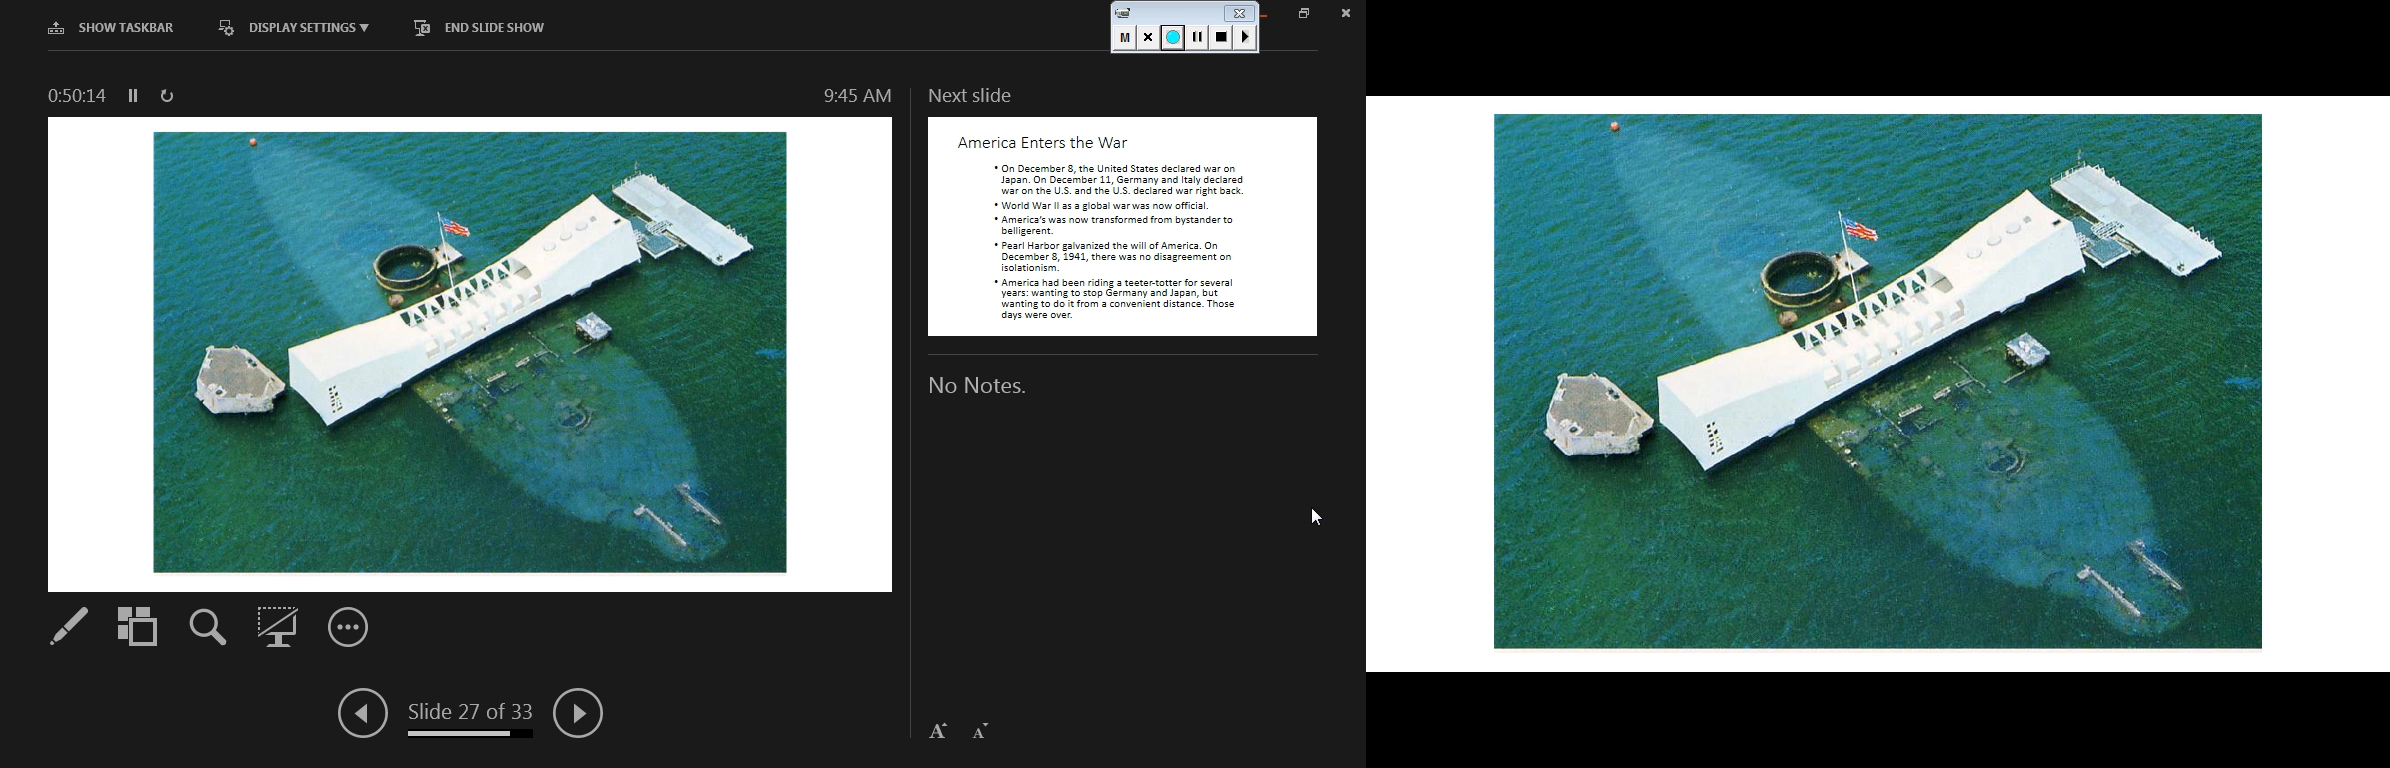 SHOW TASKBAR
DISPLAY SETTINGS ▼
END SLIDE SHOW
M
0:50:14
9:45 AM
Next slide
America Enters the War
• On December 8, the United States declared war on
Japan. On December 11, Germany and Italy declared
war on the U.S. and the U.S. declared war right back.
• World War II as a global war was now official.
• America's was now transformed from bystander to
belligerent.
• Pearl Harbor galvanized the will of America. On
December 8, 1941, there was no disagreement on
isolationism.
• America had been riding a teeter-totter for several
years: wanting to stop Germany and Japan, but
wanting to do it from a convenient distance. Those
days were over.
No Notes.
Slide 27 of 33
A A